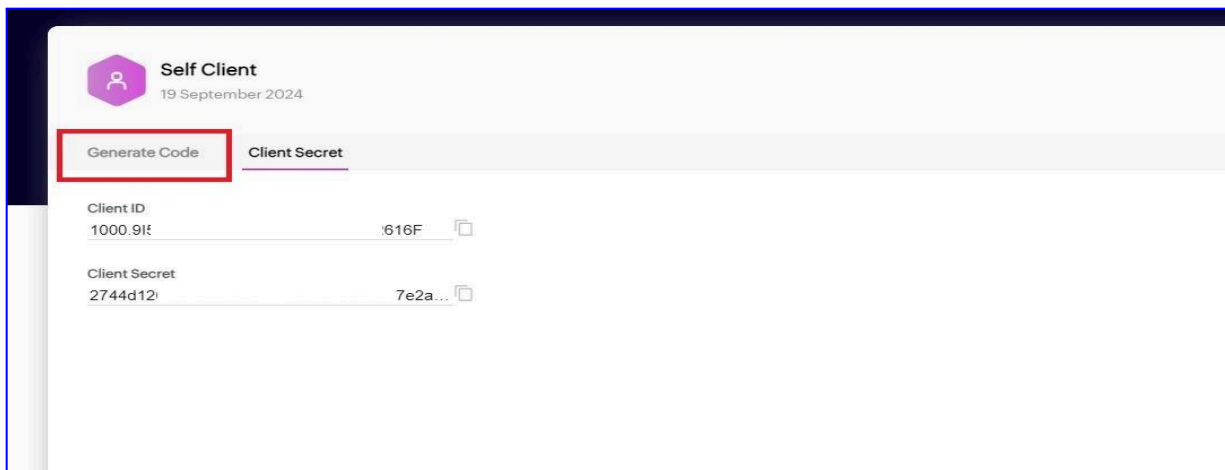 Self Client
19 September 2024
Generate Code Client Secret
Client ID
1000.9I5 616F
Client Secret
2744d12 7e2a...